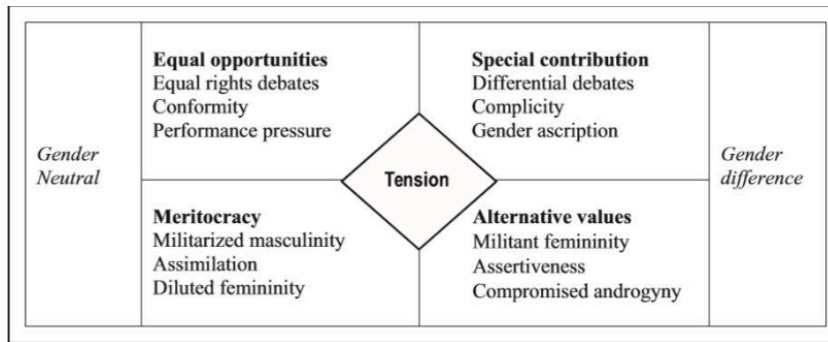 Gender
Neutral
Equal opportunities
Equal rights debates
Conformity
Performance pressure
Special contribution
Differential debates
Complicity
Gender ascription
Tension
Meritocracy
Militarized masculinity
Assimilation
Diluted femininity
Alternative values
Militant femininity
Assertiveness
Compromised androgyny
Gender
difference